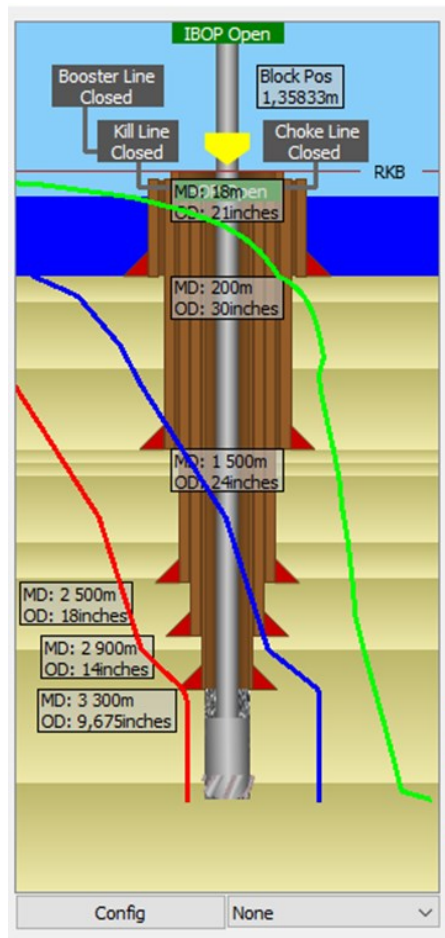 IBOP Open
Booster Line
Closed
Block Pos
1,35833m
Kill Line
Closed
Choke Line
Closed
RKB
MD: 18m
OD: 21inches
MD: 200m
OD: 30inches
MD: 1 500m
OD: 24inches
MD: 2 500m
OD: 18inches
MD: 2 900m
OD: 14inches
MD: 3 300m
OD: 9,675inches
Config
None